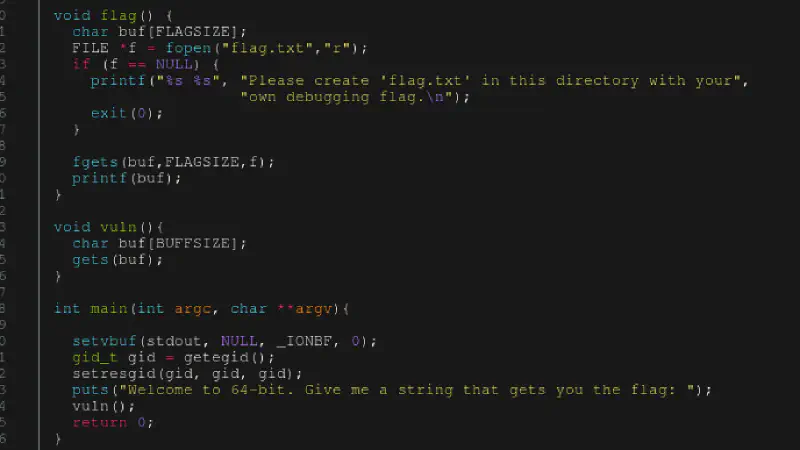 0 void flag() {
1 char buf[FLAGSIZE];
2 FILE *f = fopen("flag.txt","r");
3 if (f == NULL) {
4 printf("%s %s", "Please create 'flag.txt' in this directory with your",
5 "own debugging flag.\n");
6 exit(0);
7 }
8
9 fgets(buf,FLAGSIZE,f);
0 printf(buf);
1 }
2
3 void vuln(){
4 char buf[BUFFSIZE];
5 gets(buf);
6 }
7
8 int main(int argc, char **argv){
9
0 setvbuf(stdout, NULL, _IONBF, 0);
1 gid_t gid = getegid();
2 setresgid(gid, gid, gid);
3 puts("Welcome to 64-bit. Give me a string that gets you the flag: ");
4 vuln();
5 return 0;
6 }